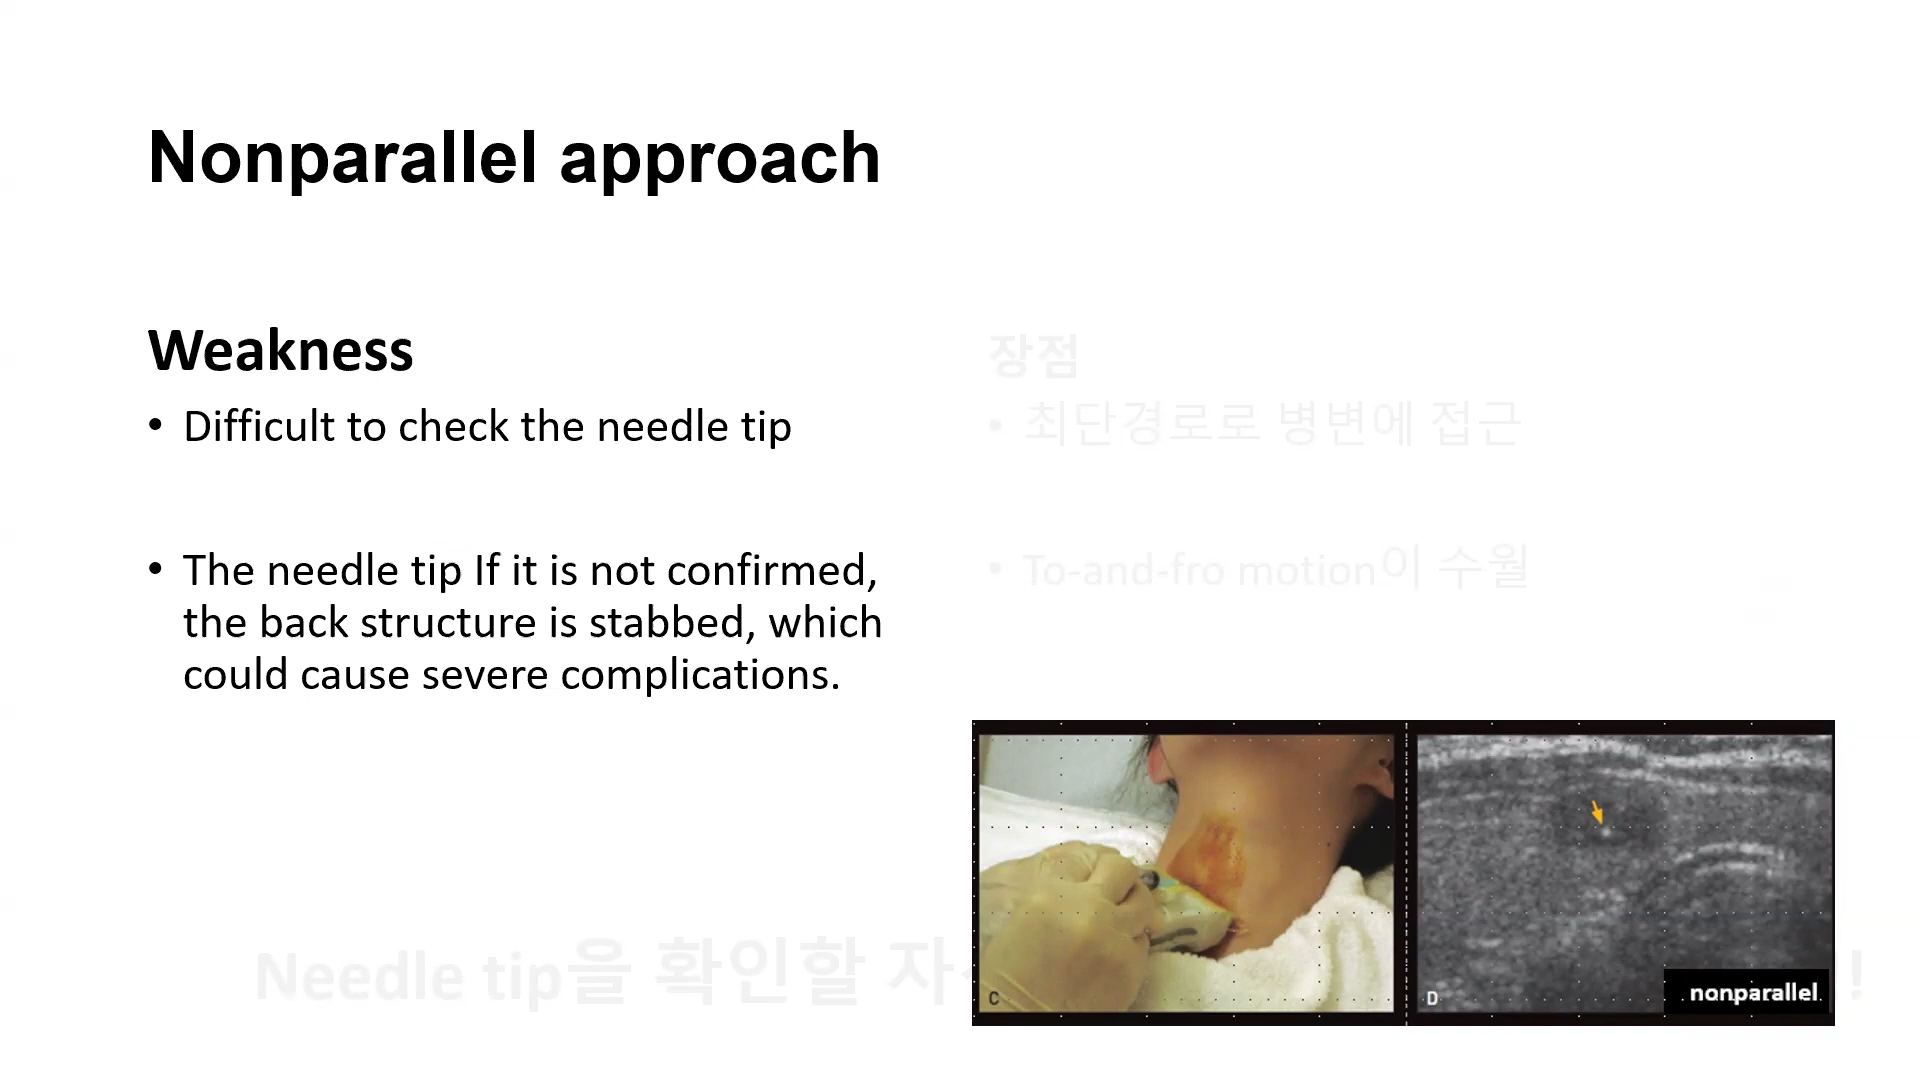 Nonparallel approach
Weakness
• Difficult to check the needle tip
• The needle tip If it is not confirmed,
the back structure is stabbed, which
could cause severe complications.
장점
• 최단경로로 병변에 접근
• To-and-fro motion이 수월
Needle tip을 확인할 자
!
C
D
nonparallel